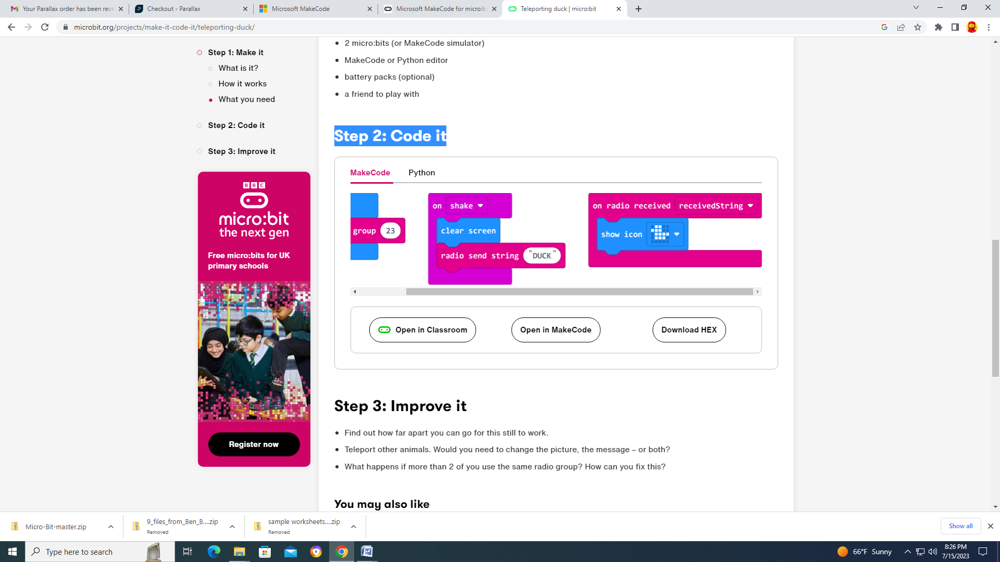 Your Parallax order has been rece
Checkout - Parallax
Microsoft MakeCode
Microsoft MakeCode for micro:bi
Teleporting duck | micro:bit
microbit.org/projects/make-it-code-it/teleporting-duck/
Step 1: Make it
What is it?
How it works
What you need
Step 2: Code it
Step 3: Improve it
BBC
micro:bit
the next gen
Free micro:bits for UK
primary schools
Register now
2 micro:bits (or MakeCode simulator)
MakeCode or Python editor
battery packs (optional)
a friend to play with
Step 2: Code it
MakeCode Python
group 23
on shake
clear screen
radio send string "DUCK"
on radio received receivedString
show icon
Open in Classroom
Open in MakeCode
Download HEX
Step 3: Improve it
Find out how far apart you can go for this still to work.
Teleport other animals. Would you need to change the picture, the message – or both?
What happens if more than 2 of you use the same radio group? How can you fix this?
You may also like
Micro-Bit-master.zip
9_files_from_Ben_B....zip
Removed
sample worksheets....zip
Removed
Show all
Type here to search
66°F Sunny
8:26 PM
7/15/2023